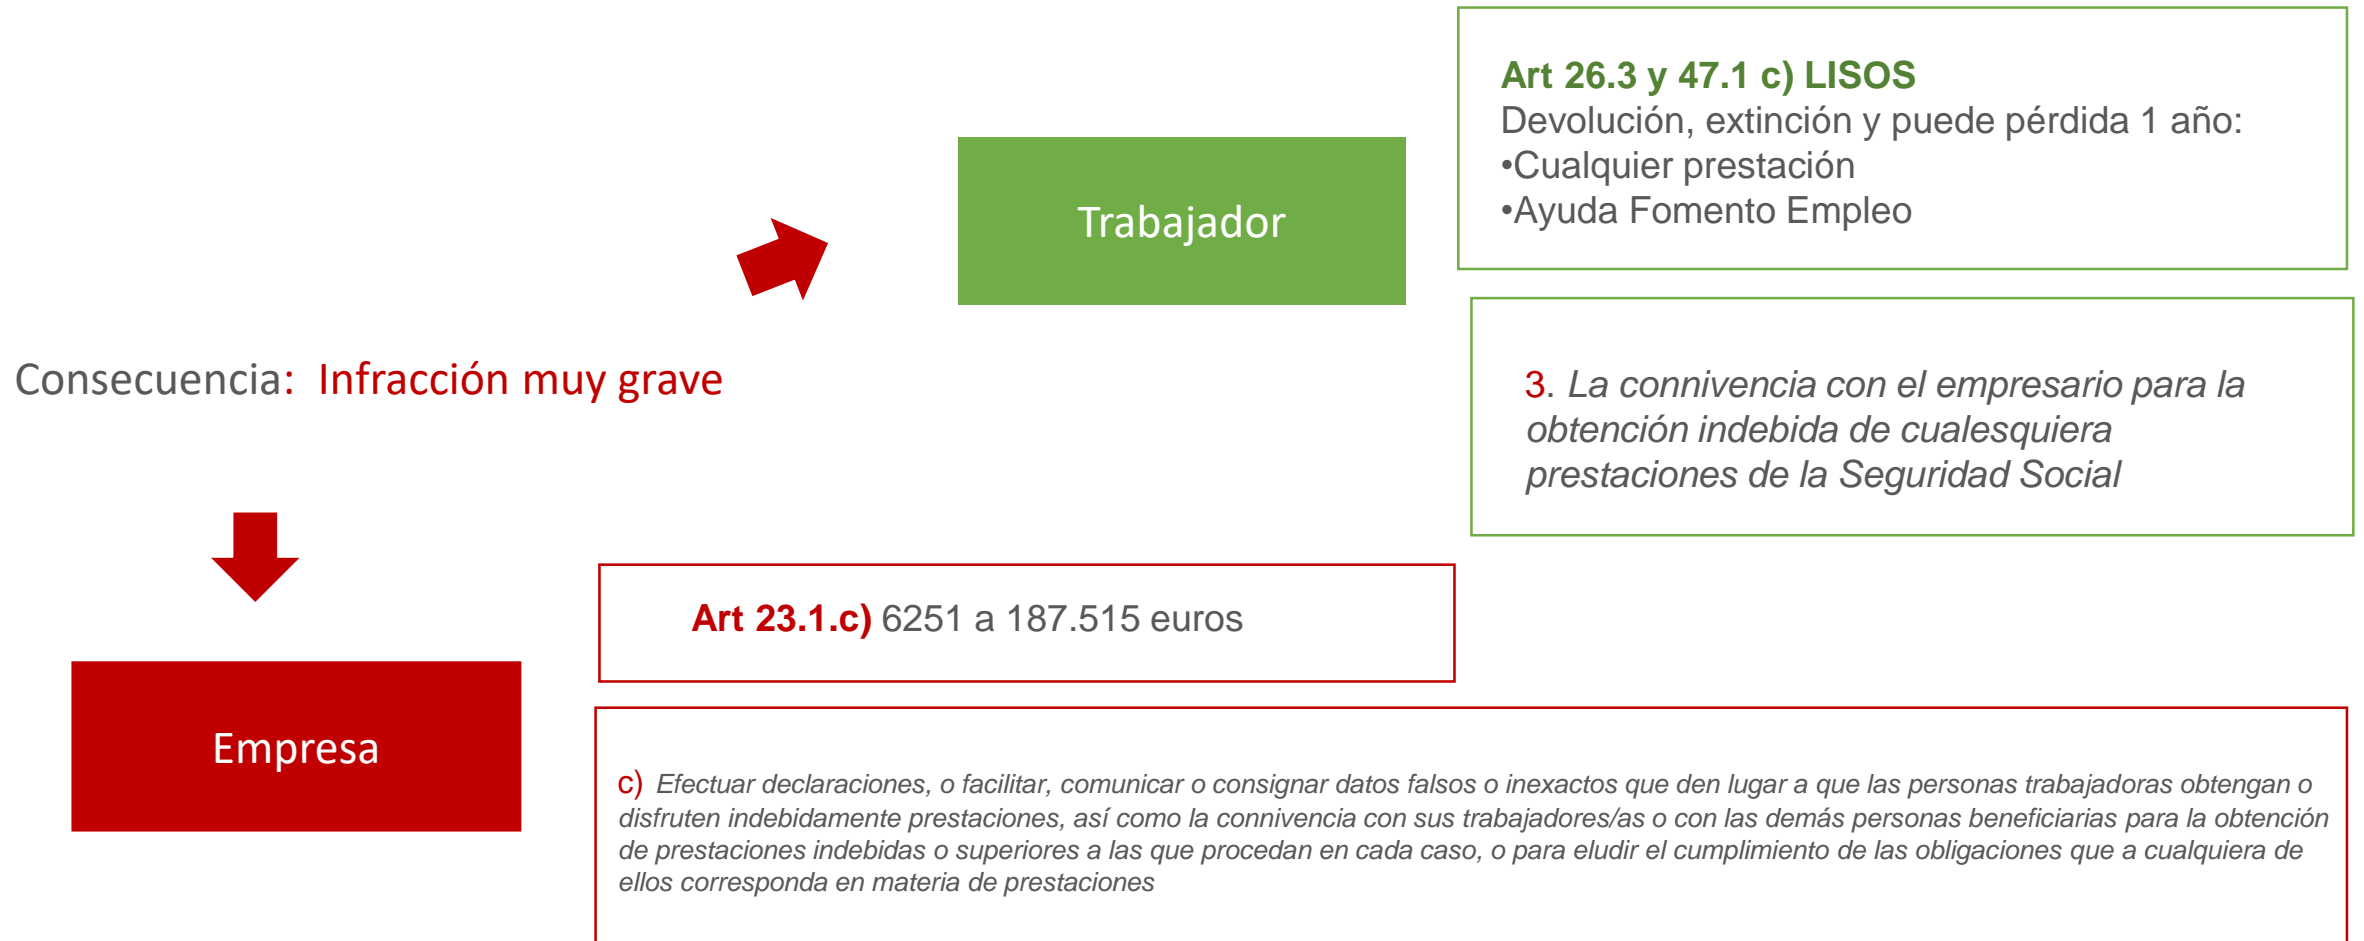 Art 26.3 y 47.1 c) LISOS
Devolución, extinción y puede pérdida 1 año:
•Cualquier prestación
•Ayuda Fomento Empleo
Trabajador
Consecuencia: Infracción muy grave
3. La connivencia con el empresario para la
obtención indebida de cualesquiera
prestaciones de la Seguridad Social
Art 23.1.c) 6251 a 187.515 euros
Empresa
c) Efectuar declaraciones, o facilitar, comunicar o consignar datos falsos o inexactos que den lugar a que las personas trabajadoras obtengan o
disfruten indebidamente prestaciones, así como la connivencia con sus trabajadores/as o con las demás personas beneficiarias para la obtención
de prestaciones indebidas o superiores a las que procedan en cada caso, o para eludir el cumplimiento de las obligaciones que a cualquiera de
ellos corresponda en materia de prestaciones